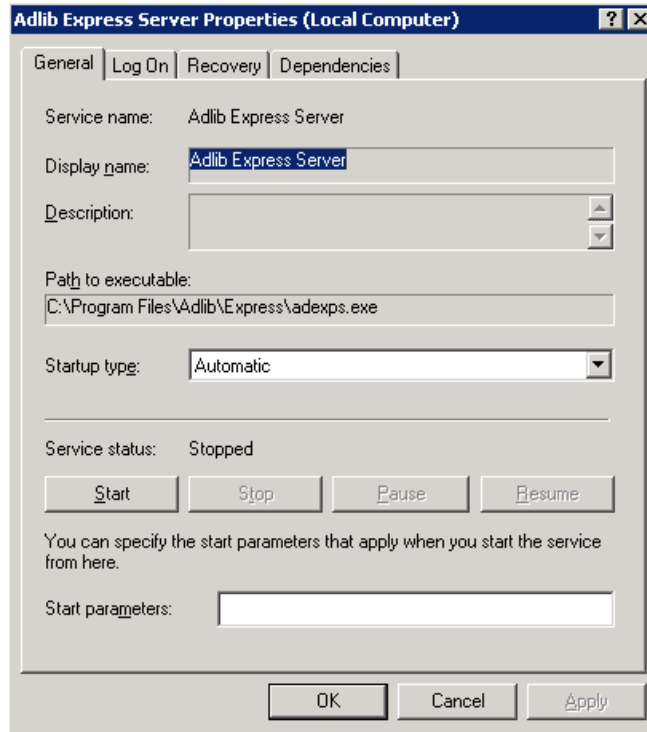 Adlib Express Server Properties (Local Computer)
General Log On Recovery Dependencies
Service name: Adlib Express Server
Display name: Adlib Express Server
Description:
Path to executable:
C:\Program Files\Adlib\Express\adexps.exe
Startup type: Automatic
Service status: Stopped
Start Stop Pause Resume
You can specify the start parameters that apply when you start the service
from here.
Start parameters:
OK Cancel Apply